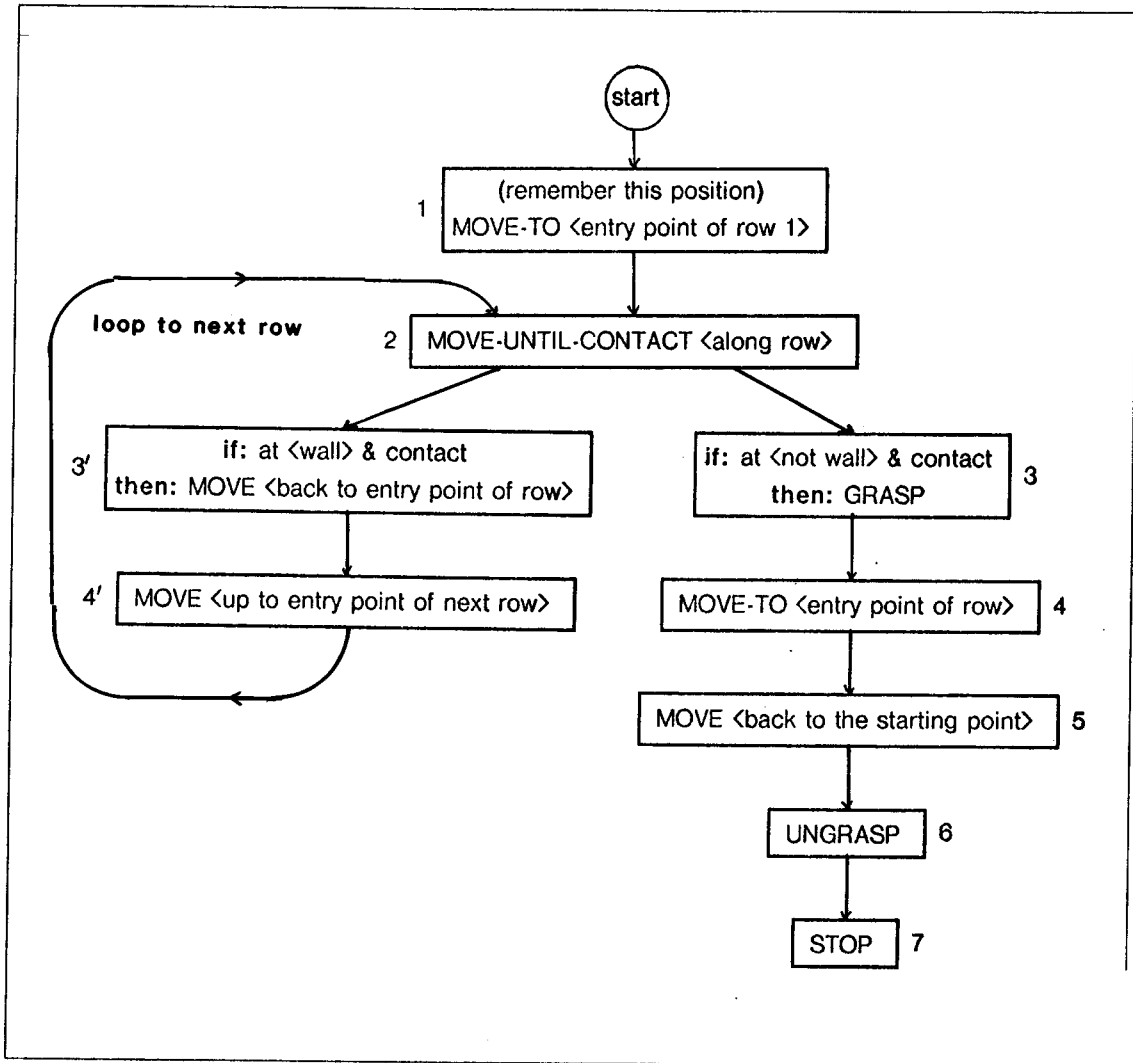 start
(remember this position)
1
MOVE-TO <entry point of row 1>
loop to next row
2
MOVE-UNTIL-CONTACT <along row>
3′
if: at <wall> & contact
then: MOVE <back to entry point of row>
if: at <not wall> & contact
then: GRASP
3
4′
MOVE <up to entry point of next row>
MOVE-TO <entry point of row>
4
MOVE <back to the starting point>
5
UNGRASP
6
STOP
7